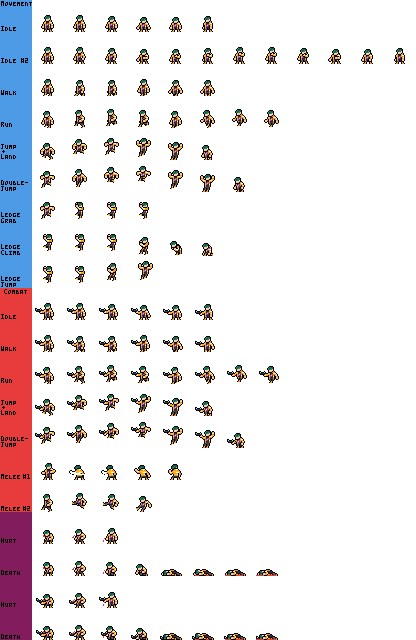 MOVEMENT
IDLE
IDLE #2
WALK
RUN
JUMP
+
LAND
DOUBLE-
JUMP
LEDGE
GRAB
LEDGE
CLIMB
LEDGE
JUMP
COMBAT
IDLE
WALK
RUN
JUMP
+
LAND
DOUBLE-
JUMP
MELEE #1
MELEE #2
HURT
DEATH
HURT
DEATH